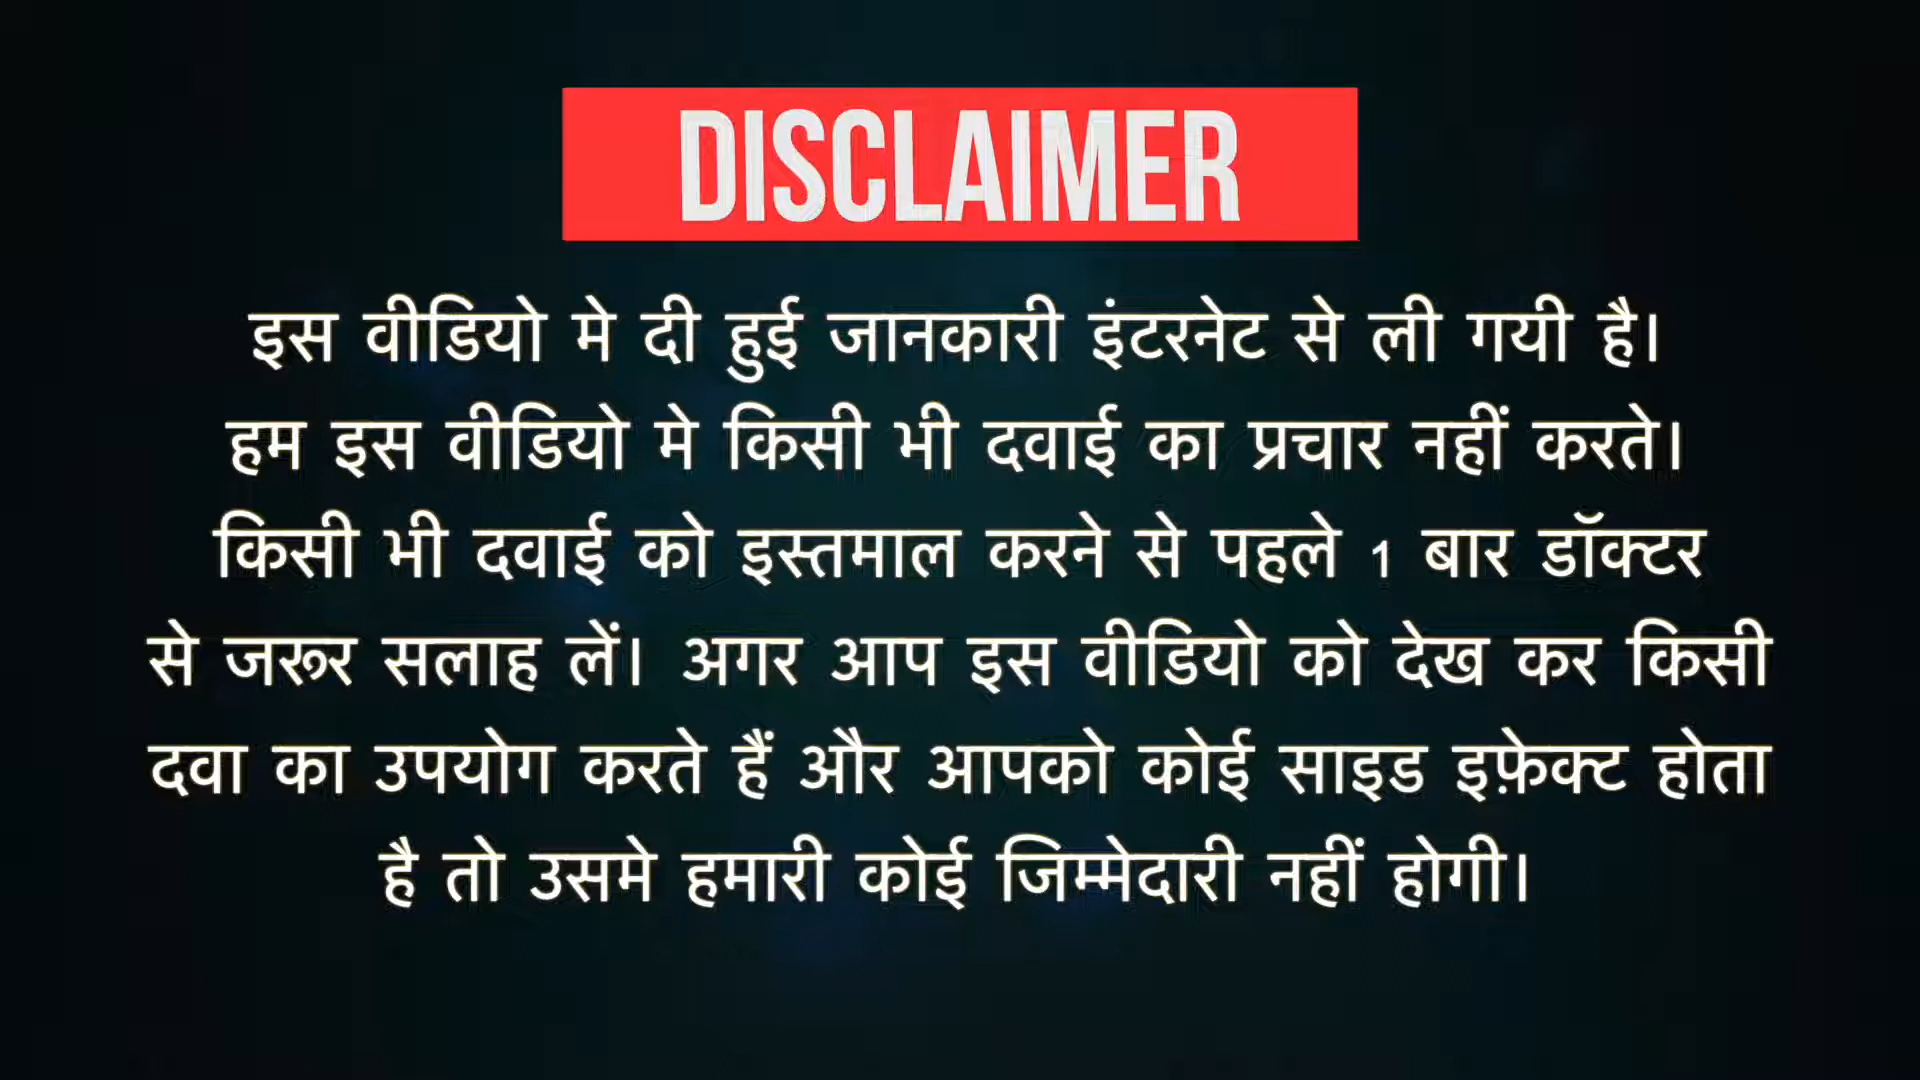 DISCLAIMER
इस वीडियो मे दी हुई जानकारी इंटरनेट से ली गयी है।
हम इस वीडियो मे किसी भी दवाई का प्रचार नहीं करते।
किसी भी दवाई को इस्तमाल करने से पहले 1 बार डॉक्टर
से जरूर सलाह लें। अगर आप इस वीडियो को देख कर किसी
दवा का उपयोग करते हैं और आपको कोई साइड इफ़ेक्ट होता
है तो उसमे हमारी कोई जिम्मेदारी नहीं होगी।